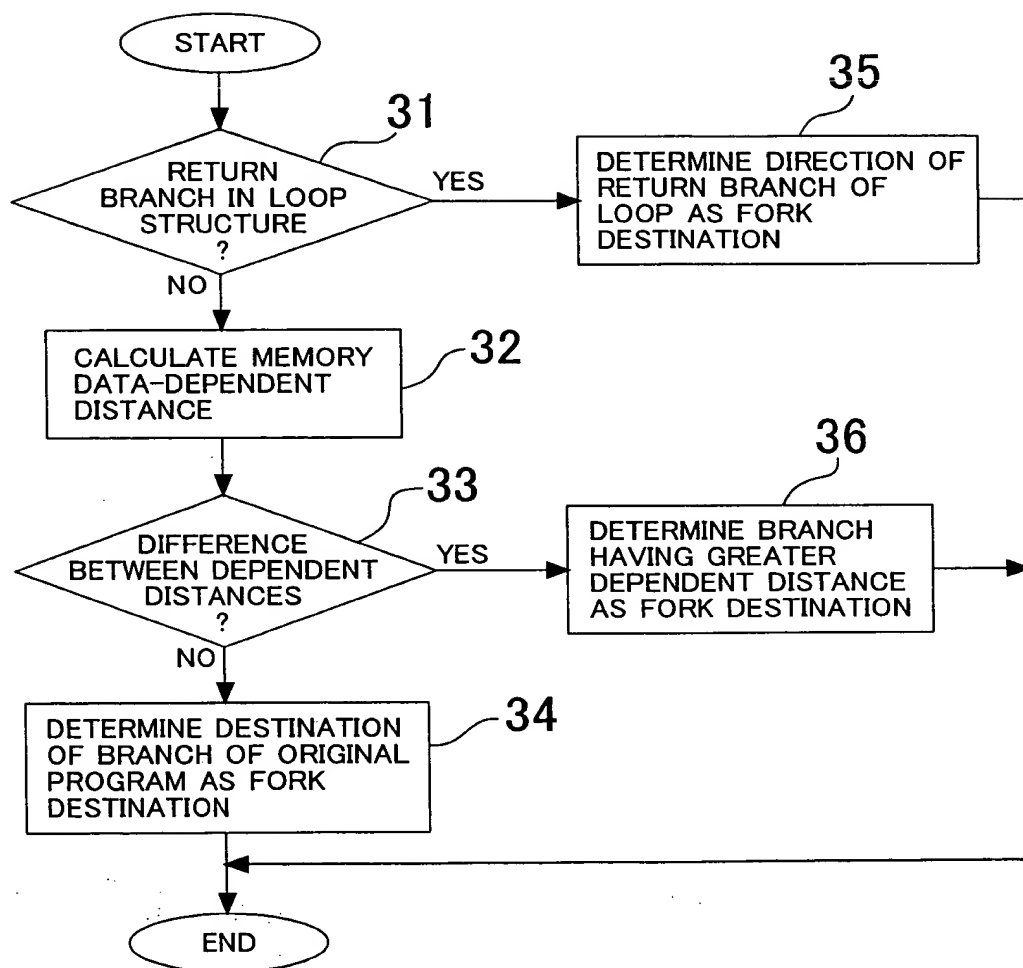 START
31
RETURN
BRANCH IN LOOP
STRUCTURE
?
YES
NO
35
DETERMINE DIRECTION OF
RETURN BRANCH OF
LOOP AS FORK
DESTINATION
32
CALCULATE MEMORY
DATA-DEPENDENT
DISTANCE
33
DIFFERENCE
BETWEEN DEPENDENT
DISTANCES
?
YES
NO
36
DETERMINE BRANCH
HAVING GREATER
DEPENDENT DISTANCE
AS FORK DESTINATION
34
DETERMINE DESTINATION
OF BRANCH OF ORIGINAL
PROGRAM AS FORK
DESTINATION
END